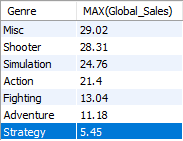 Genre MAX(Global_Sales)
Misc 29.02
Shooter 28.31
Simulation 24.76
Action 21.4
Fighting 13.04
Adventure 11.18
Strategy 5.45